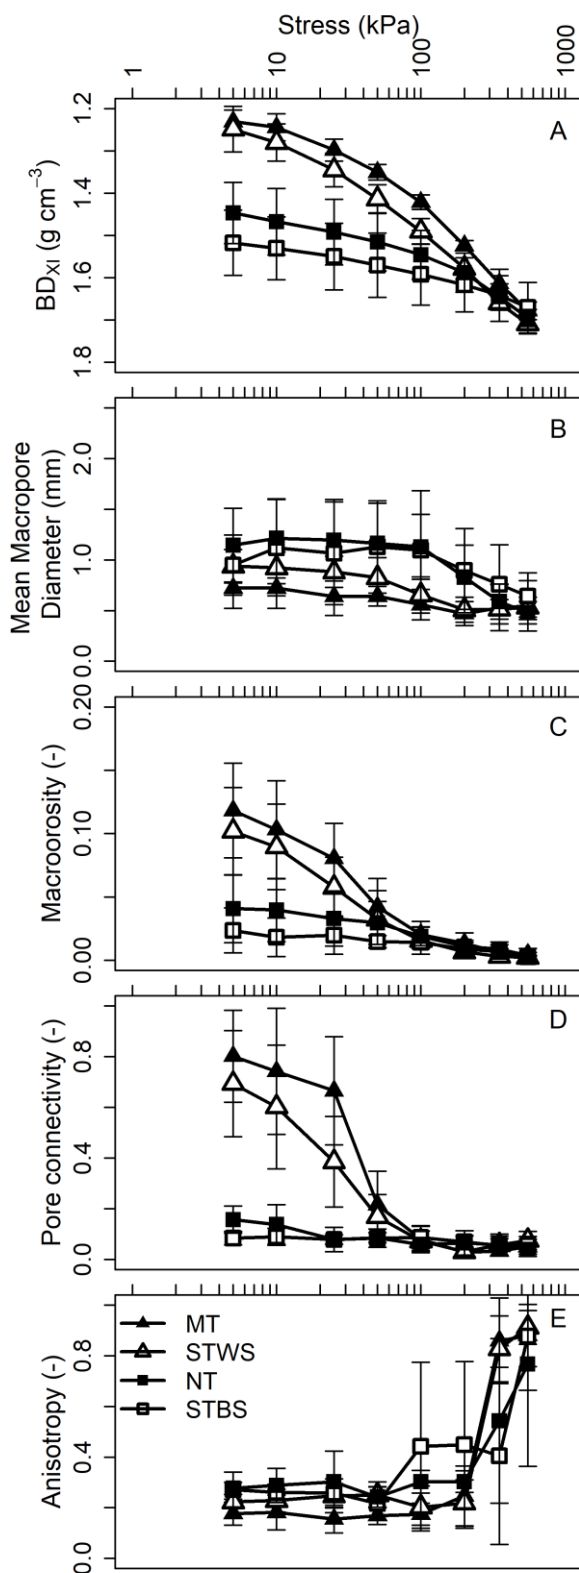 Stress (kPa)
1 10 100 1000
A
BD_XI (g cm⁻³)
1.2
1.4
1.6
1.8
B
Mean Macropore
Diameter (mm)
2.0
1.0
0.0
C
Macroorosity (-)
0.20
0.10
0.00
D
Pore connectivity (-)
0.8
0.4
0.0
E
Anisotropy (-)
0.8
0.4
0.0
MT
STWS
NT
STBS